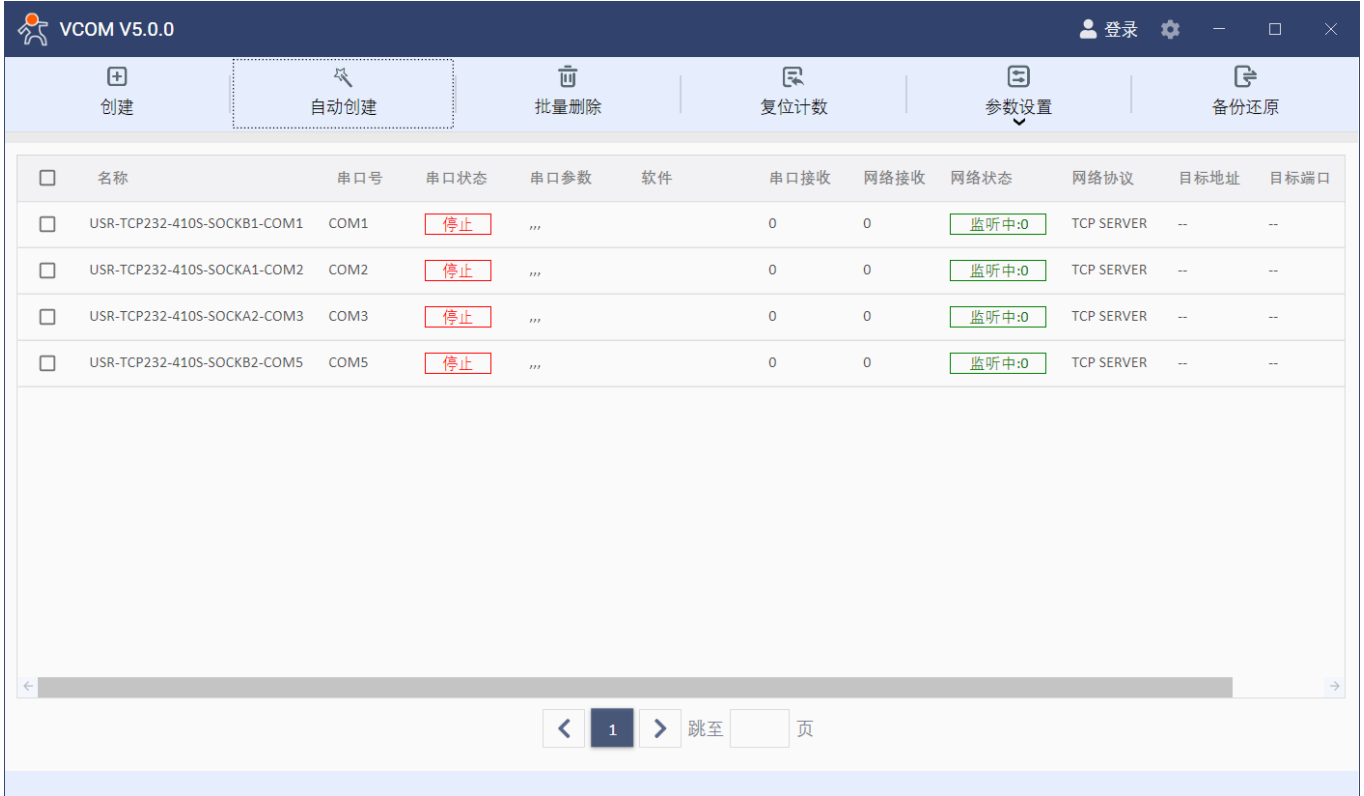 VCOM V5.0.0 登录
创建 自动创建 批量删除 复位计数 参数设置 备份还原
名称 串口号 串口状态 串口参数 软件 串口接收 网络接收 网络状态 网络协议 目标地址 目标端口
USR-TCP232-410S-SOCKB1-COM1 COM1 停止 ,,, 0 0 监听中:0 TCP SERVER -- --
USR-TCP232-410S-SOCKA1-COM2 COM2 停止 ,,, 0 0 监听中:0 TCP SERVER -- --
USR-TCP232-410S-SOCKA2-COM3 COM3 停止 ,,, 0 0 监听中:0 TCP SERVER -- --
USR-TCP232-410S-SOCKB2-COM5 COM5 停止 ,,, 0 0 监听中:0 TCP SERVER -- --
1 跳至 页